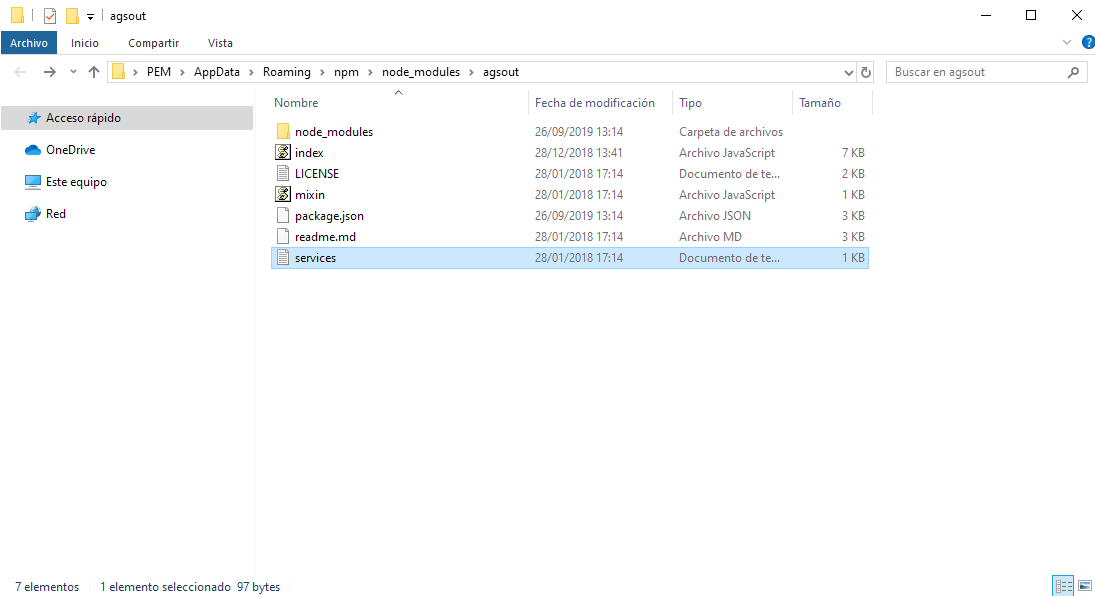 agsout
Archivo Inicio Compartir Vista
PEM > AppData > Roaming > npm > node_modules > agsout Buscar en agsout
Acceso rápido
OneDrive
Este equipo
Red
Nombre Fecha de modificación Tipo Tamaño
node_modules 26/09/2019 13:14 Carpeta de archivos
index 28/12/2018 13:41 Archivo JavaScript 7 KB
LICENSE 28/01/2018 17:14 Documento de te... 2 KB
mixin 28/01/2018 17:14 Archivo JavaScript 1 KB
package.json 26/09/2019 13:14 Archivo JSON 3 KB
readme.md 28/01/2018 17:14 Archivo MD 3 KB
services 28/01/2018 17:14 Documento de te... 1 KB
7 elementos 1 elemento seleccionado 97 bytes